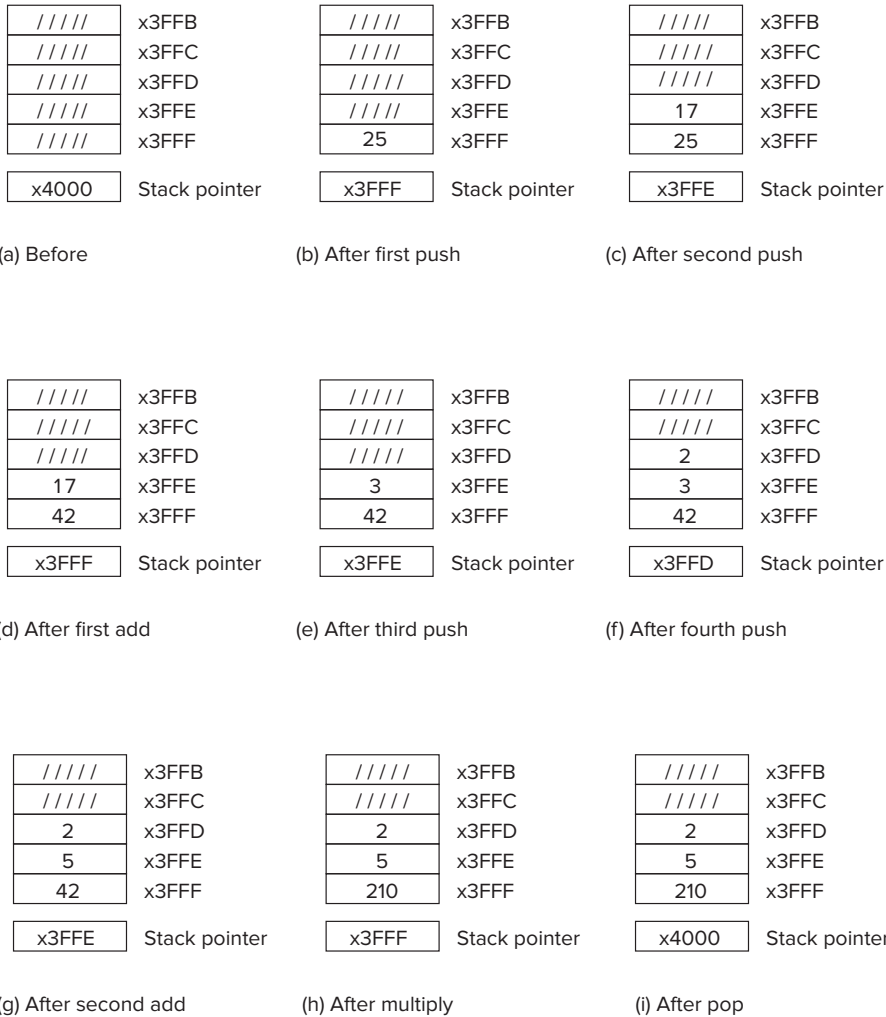 ///// x3FFB ///// x3FFB ///// x3FFB
///// x3FFC ///// x3FFC ///// x3FFC
///// x3FFD ///// x3FFD ///// x3FFD
///// x3FFE ///// x3FFE 17 x3FFE
///// x3FFF 25 x3FFF 25 x3FFF
x4000 Stack pointer x3FFF Stack pointer x3FFE Stack pointer
(a) Before (b) After first push (c) After second push
///// x3FFB ///// x3FFB ///// x3FFB
///// x3FFC ///// x3FFC ///// x3FFC
///// x3FFD ///// x3FFD 2 x3FFD
17 x3FFE 3 x3FFE 3 x3FFE
42 x3FFF 42 x3FFF 42 x3FFF
x3FFF Stack pointer x3FFE Stack pointer x3FFD Stack pointer
(d) After first add (e) After third push (f) After fourth push
///// x3FFB ///// x3FFB ///// x3FFB
///// x3FFC ///// x3FFC ///// x3FFC
2 x3FFD 2 x3FFD 2 x3FFD
5 x3FFE 5 x3FFE 5 x3FFE
42 x3FFF 210 x3FFF 210 x3FFF
x3FFE Stack pointer x3FFF Stack pointer x4000 Stack pointer
(g) After second add (h) After multiply (i) After pop